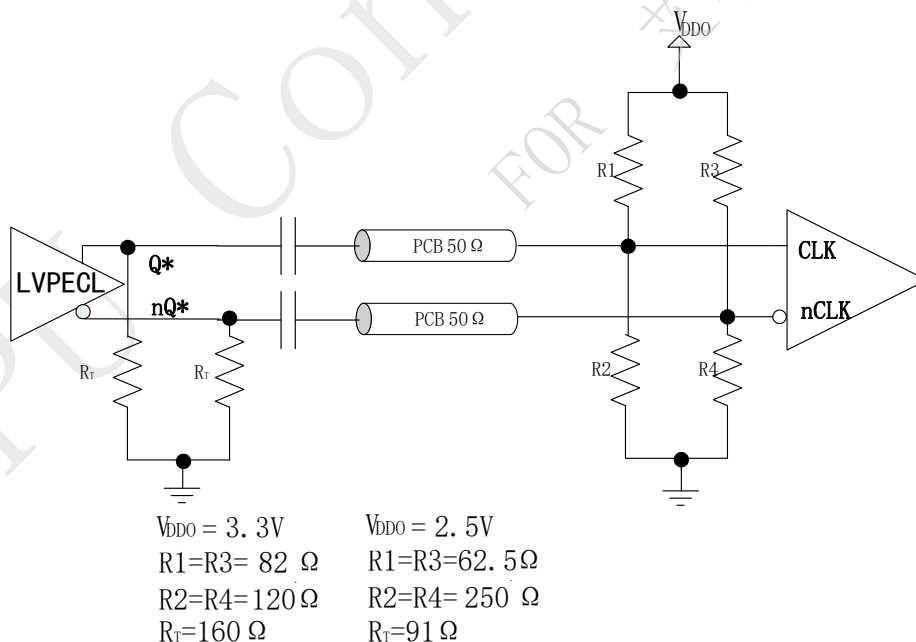 VDDO
R1
R3
PCB 50 Ω
CLK
Q*
LVPECL
nQ*
nCLK
PCB 50 Ω
RT
RT
R2
R4
VDDO = 3.3V
VDDO = 2.5V
R1=R3= 82 Ω
R1=R3=62.5Ω
R2=R4=120Ω
R2=R4= 250 Ω
RT=160 Ω
RT=91Ω
FOR